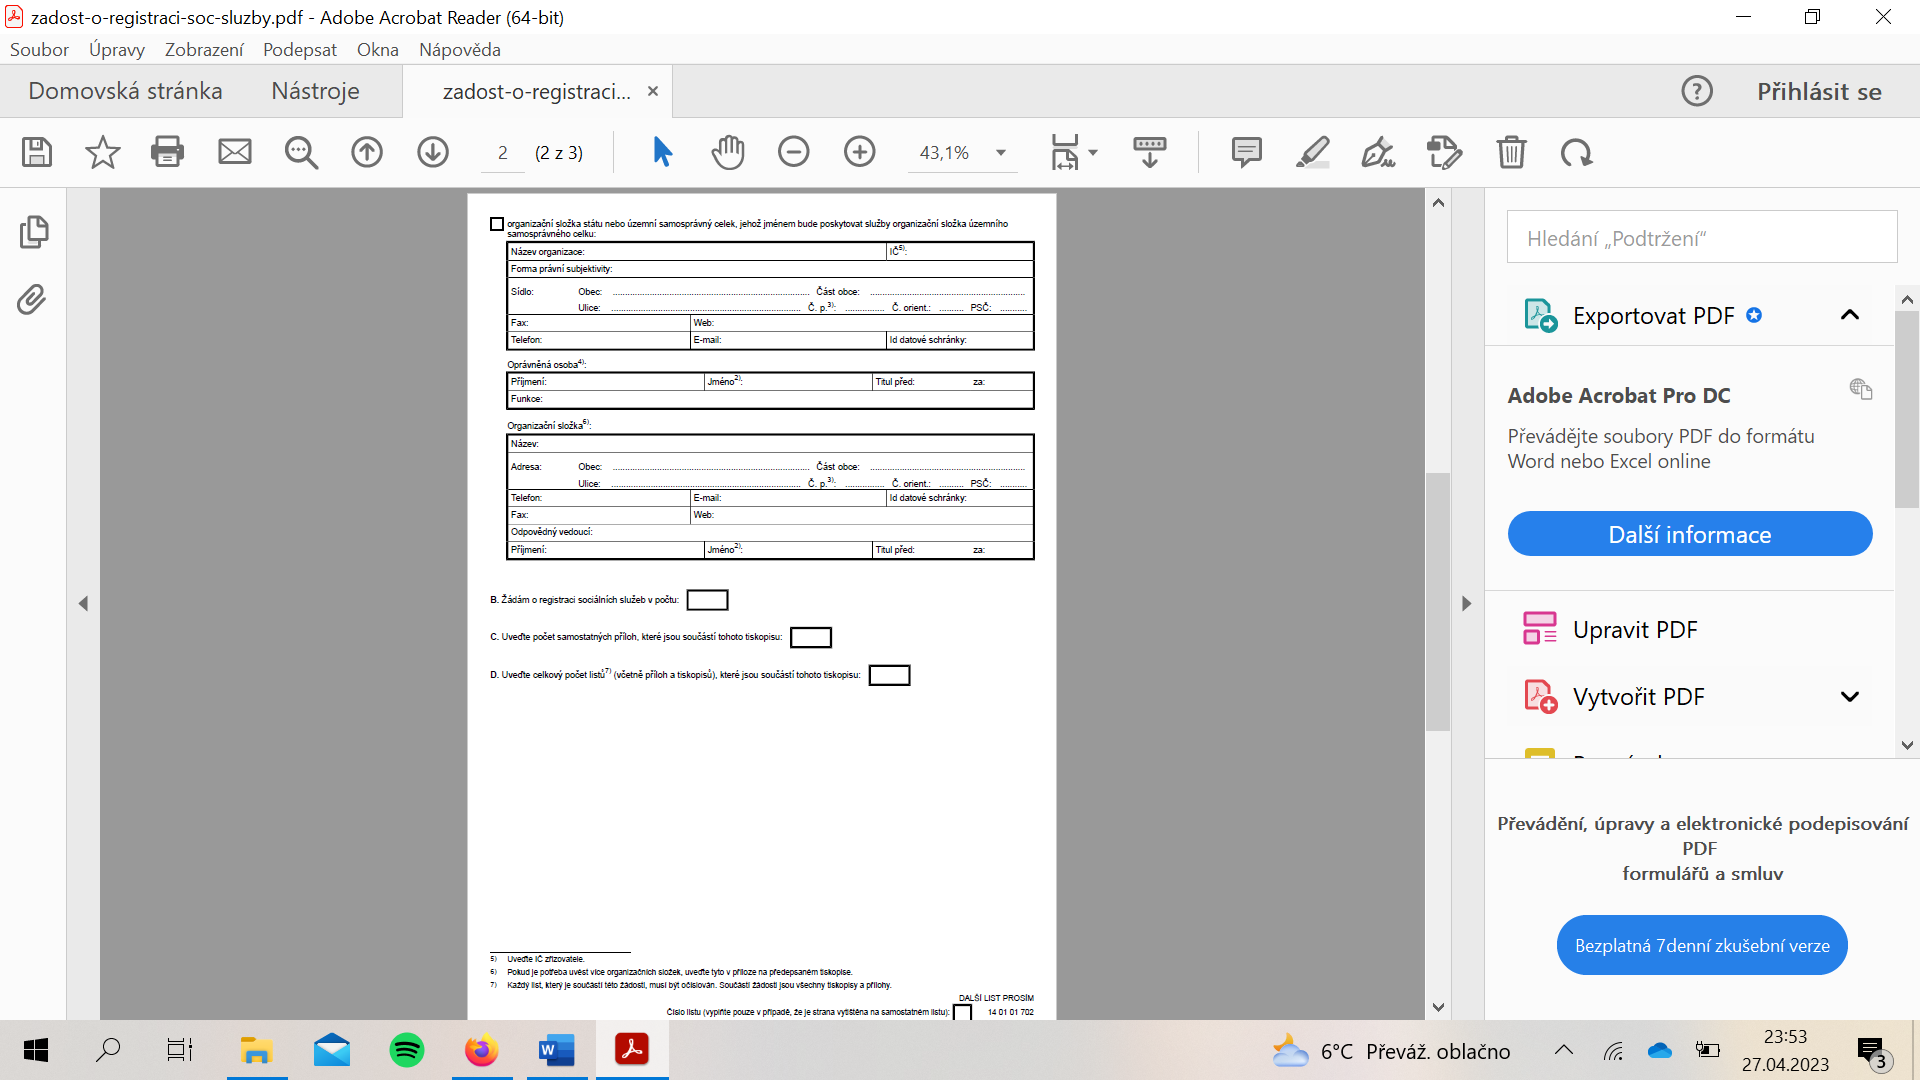 zadost-o-registraci-soc-sluzby.pdf - Adobe Acrobat Reader (64-bit)
Soubor Úpravy Zobrazení Podepsat Okna Nápověda
Domovská stránka Nástroje zadost-o-registraci... × Přihlásit se
2 (2 z 3) 43,1%
organizační složka státu nebo územní samosprávný celek, jehož jménem bude poskytovat služby organizační složka územního
samosprávného celku:
Název organizace: IČ5):
Forma právní subjektivity:
Sídlo: Obec: Část obce:
Ulice: Č. p.3): Č. orient.: PSČ:
Fax: Web:
Telefon: E-mail: Id datové schránky:
Oprávněná osoba4):
Příjmení: Jméno2): Titul před: za:
Funkce:
Organizační složka6):
Název:
Adresa: Obec: Část obce:
Ulice: Č. p.3): Č. orient.: PSČ:
Telefon: E-mail: Id datové schránky:
Fax: Web:
Odpovědný vedoucí:
Příjmení: Jméno2): Titul před: za:
B. Žádám o registraci sociálních služeb v počtu:
C. Uveďte počet samostatných příloh, které jsou součástí tohoto tiskopisu:
D. Uveďte celkový počet listů7) (včetně příloh a tiskopisů), které jsou součástí tohoto tiskopisu:
5) Uveďte IČ zřizovatele.
6) Pokud je potřeba uvést více organizačních složek, uveďte tyto v příloze na předepsaném tiskopise.
7) Každý list, který je součástí této žádosti, musí být očíslován. Součástí žádosti jsou všechny tiskopisy a přílohy.
DALŠÍ LIST PROSÍM
Číslo listu (vyplňte pouze v případě, že je strana vytištěna na samostatném listu): 14 01 01 702
Hledání „Podtržení“
Exportovat PDF
Adobe Acrobat Pro DC
Převádějte soubory PDF do formátu
Word nebo Excel online
Další informace
Upravit PDF
Vytvořit PDF
Převádění, úpravy a elektronické podepisování
PDF
formulářů a smluv
Bezplatná 7denní zkušební verze
6°C Převáž. oblačno
23:53
27.04.2023
3